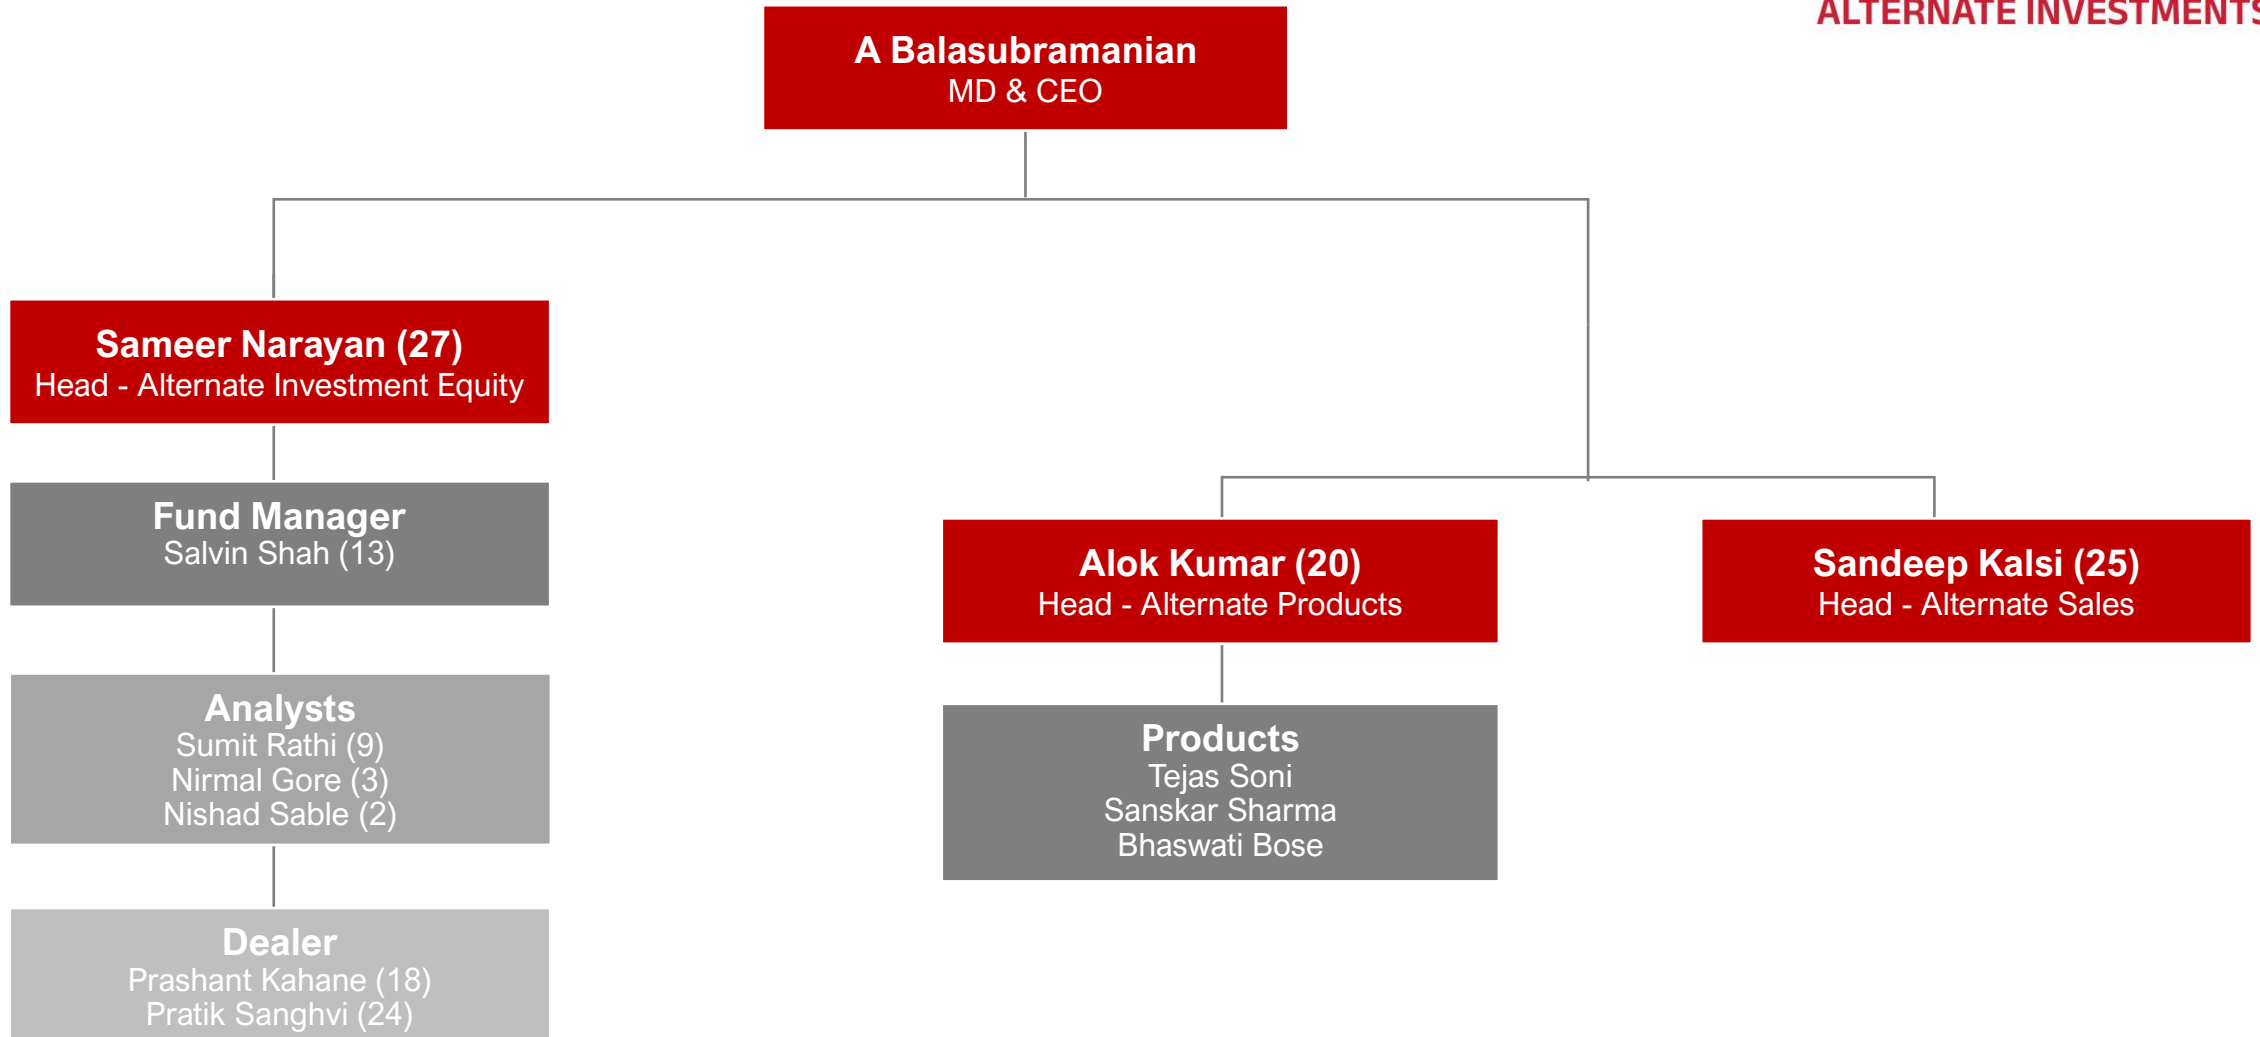 ALTERNATE INVESTMENTS
A Balasubramanian
MD & CEO
Sameer Narayan (27)
Head - Alternate Investment Equity
Fund Manager
Salvin Shah (13)
Analysts
Sumit Rathi (9)
Nirmal Gore (3)
Nishad Sable (2)
Dealer
Prashant Kahane (18)
Pratik Sanghvi (24)
Alok Kumar (20)
Head - Alternate Products
Products
Tejas Soni
Sanskar Sharma
Bhaswati Bose
Sandeep Kalsi (25)
Head - Alternate Sales